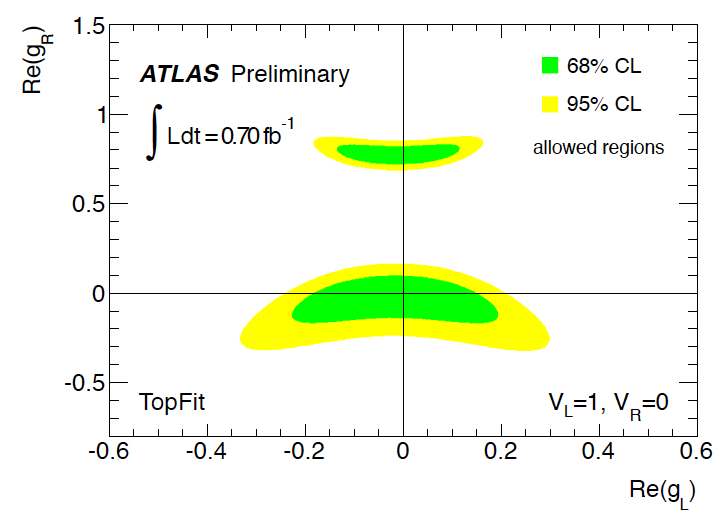 Re(g_R)
1.5
1
0.5
0
-0.5
ATLAS Preliminary
∫ Ldt = 0.70 fb^-1
68% CL
95% CL
allowed regions
TopFit
V_L=1, V_R=0
-0.6 -0.4 -0.2 0 0.2 0.4 0.6
Re(g_L)